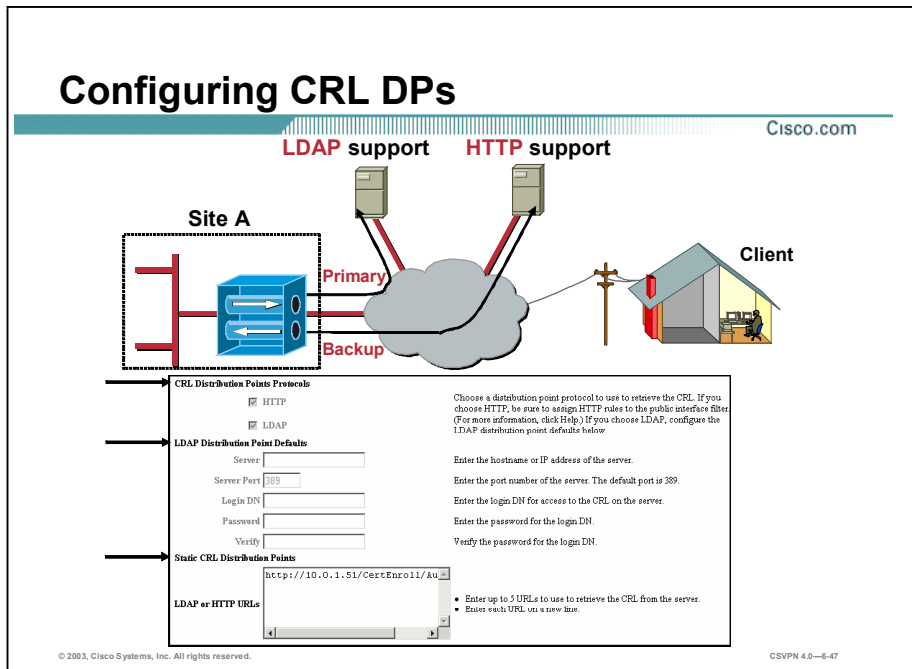 Configuring CRL DPs
Cisco.com
LDAP support
HTTP support
Site A
Client
Primary
Backup
CRL Distribution Points Protocols
HTTP
LDAP
Choose a distribution point protocol to use to retrieve the CRL. If you
choose HTTP, be sure to assign HTTP rules to the public interface filter.
(For more information, click Help.) If you choose LDAP, configure the
LDAP distribution point defaults below
LDAP Distribution Point Defaults
Server
Enter the hostname or IP address of the server.
Server Port 389
Enter the port number of the server. The default port is 389.
Login DN
Enter the login DN for access to the CRL on the server.
Password
Enter the password for the login DN.
Verify
Verify the password for the login DN.
Static CRL Distribution Points
LDAP or HTTP URLs
http://10.0.1.51/CertEnroll/Au
• Enter up to 5 URLs to use to retrieve the CRL from the server.
• Enter each URL on a new line.
© 2003, Cisco Systems, Inc. All rights reserved.
CSVPN 4.0—6-47